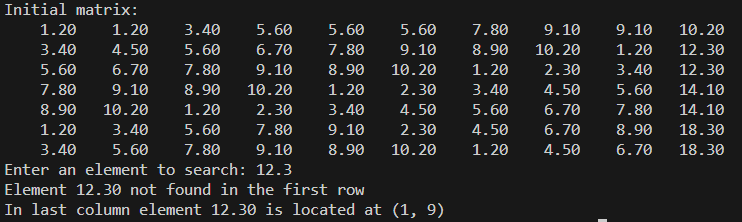 Initial matrix:
1.20 1.20 3.40 5.60 5.60 5.60 7.80 9.10 9.10 10.20
3.40 4.50 5.60 6.70 7.80 9.10 8.90 10.20 1.20 12.30
5.60 6.70 7.80 9.10 8.90 10.20 1.20 2.30 3.40 12.30
7.80 9.10 8.90 10.20 1.20 2.30 3.40 4.50 5.60 14.10
8.90 10.20 1.20 2.30 3.40 4.50 5.60 6.70 7.80 14.10
1.20 3.40 5.60 7.80 9.10 2.30 4.50 6.70 8.90 18.30
3.40 5.60 7.80 9.10 8.90 10.20 1.20 4.50 6.70 18.30
Enter an element to search: 12.3
Element 12.30 not found in the first row
In last column element 12.30 is located at (1, 9)